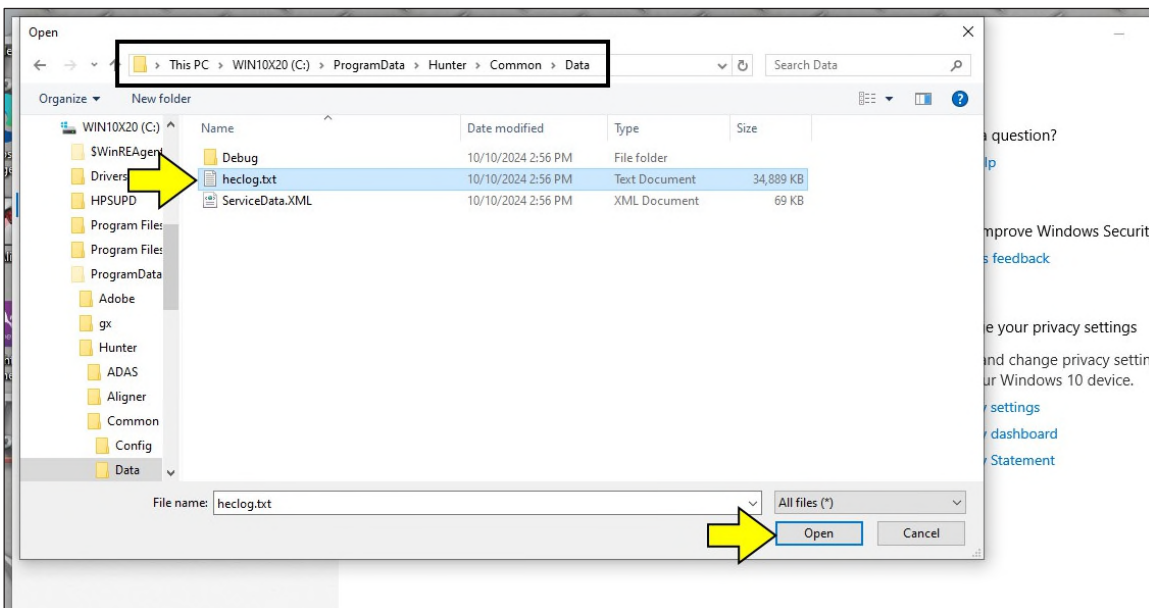 Open
This PC > WIN10X20 (C:) > ProgramData > Hunter > Common > Data
Search Data
Organize
New folder
Name
Date modified
Type
Size
Debug
10/10/2024 2:56 PM
File folder
heclog.txt
10/10/2024 2:56 PM
Text Document
34,889 KB
ServiceData.XML
10/10/2024 2:56 PM
XML Document
69 KB
WIN10X20 (C:)
$WinREAgent
Drivers
HPSUPD
Program Files
Program Files
ProgramData
Adobe
gx
Hunter
ADAS
Aligner
Common
Config
Data
File name:
heclog.txt
All files (*)
Open
Cancel
question?
mprove Windows Securit
feedback
your privacy settings
and change privacy settin
ur Windows 10 device.
settings
dashboard
Statement